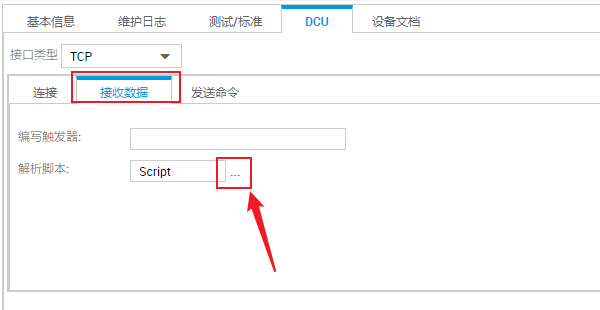 基本信息 维护日志 测试/标准 DCU 设备文档
接口类型 TCP
连接 接收数据 发送命令
编写触发器:
解析脚本: Script ...